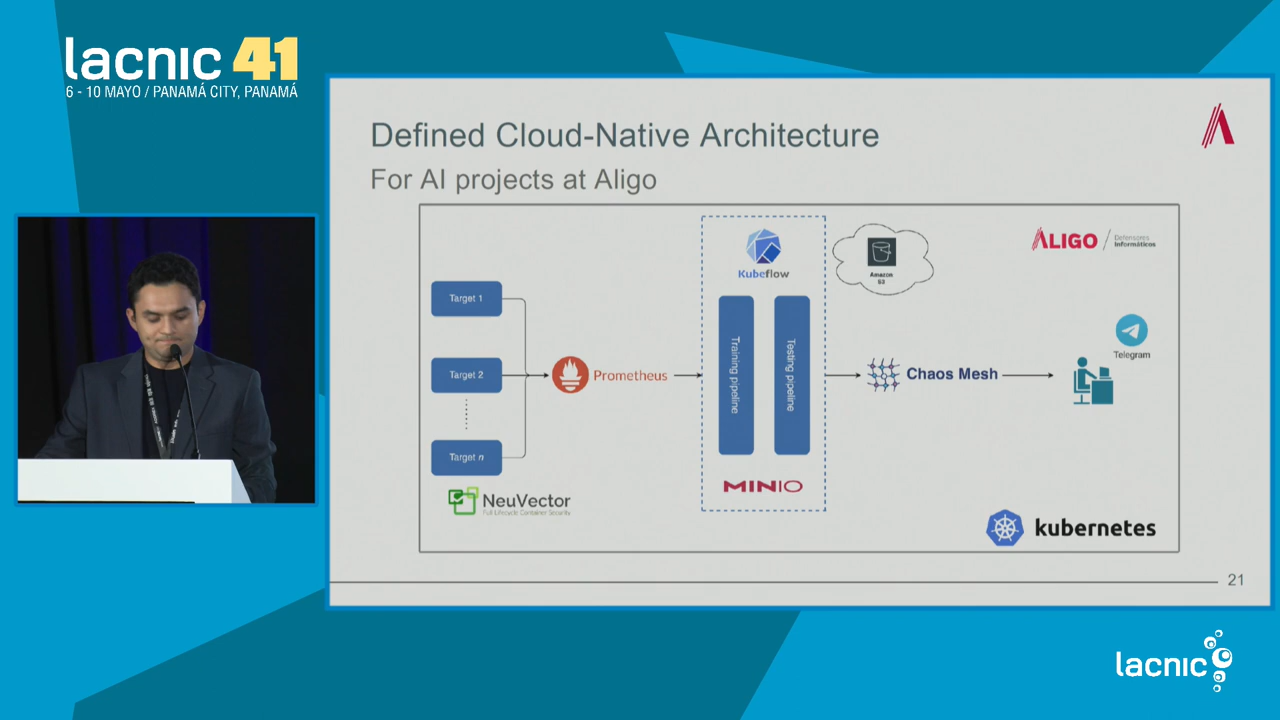 lacnic 41
6 - 10 MAYO / PANAMÁ CITY, PANAMÁ
Defined Cloud-Native Architecture
For AI projects at Aligo
Kubeflow
Amazon
S3
ALIGO / Defensores
Informáticos
Target 1
Target 2
Target n
Prometheus
Training pipeline
Testing pipeline
Chaos Mesh
Telegram
NeuVector
Full Lifecycle Container Security
MINIO
kubernetes
21
lacnic